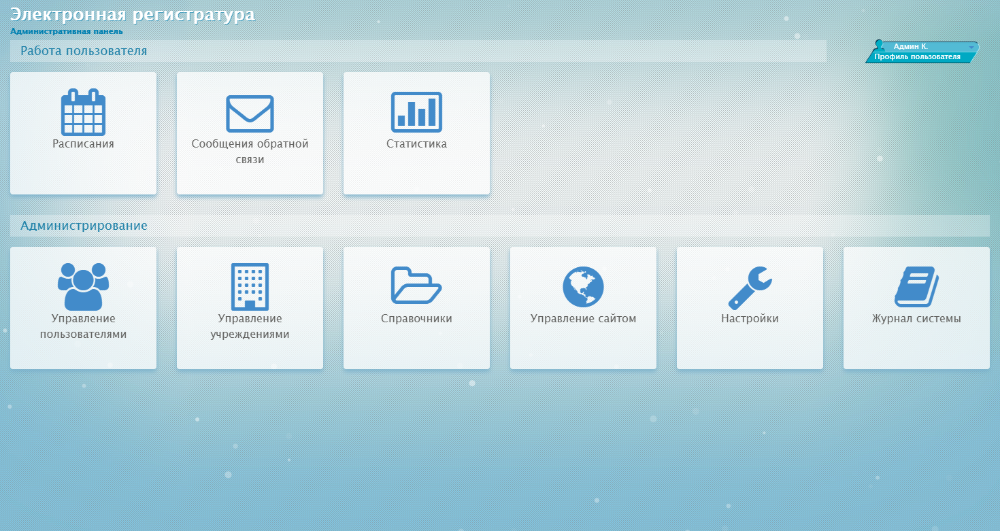 Электронная регистратура
Административная панель
Работа пользователя
Админ К.
Профиль пользователя
Расписания
Сообщения обратной
связи
Статистика
Администрирование
Управление
пользователями
Управление
учреждениями
Справочники
Управление сайтом
Настройки
Журнал системы